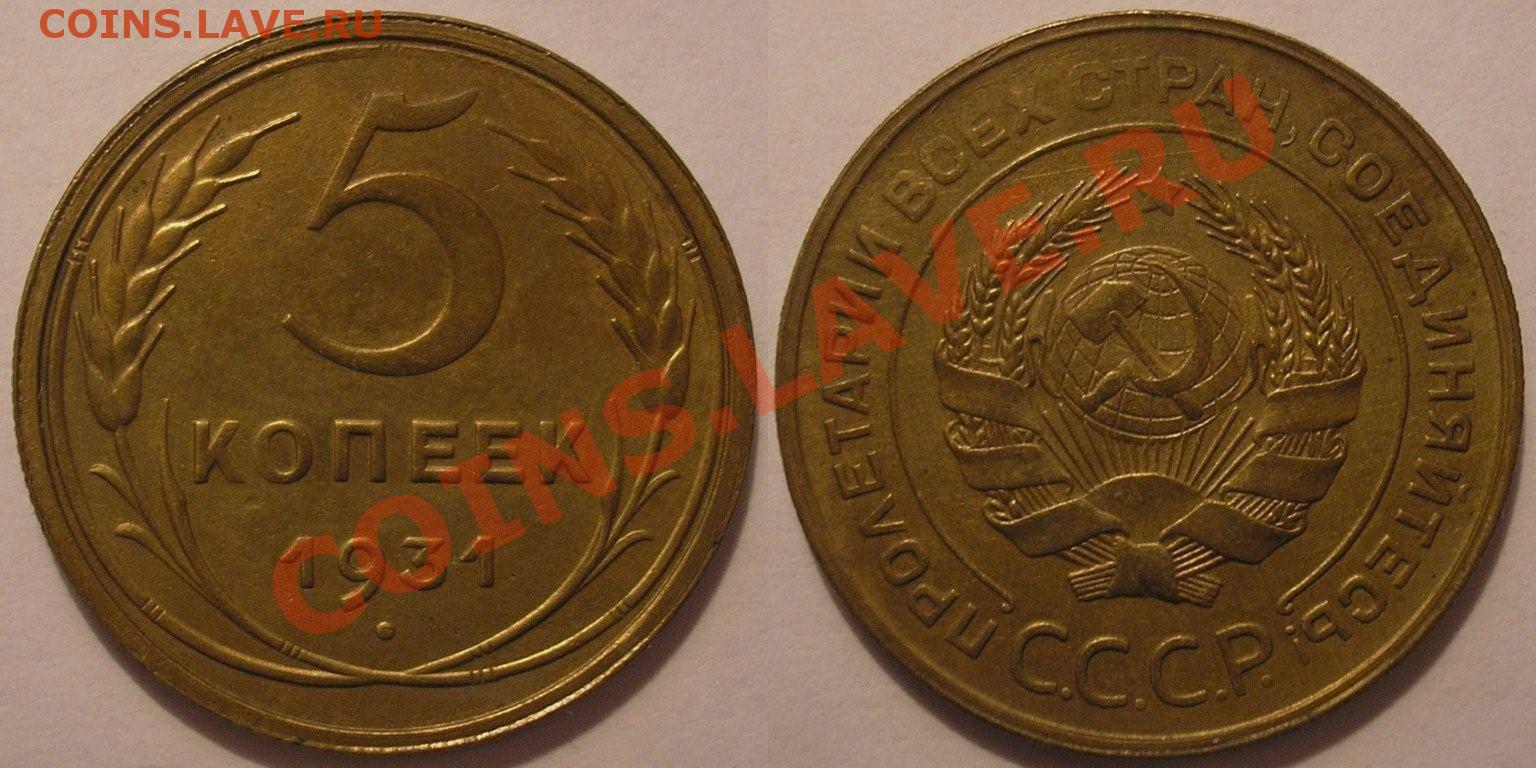 COINS.LAVE.RU
5
КОПЕЕК
1931
ПРОЛЕТАРИИ ВСЕХ СТРАН, СОЕДИНЯЙТЕСЬ!
С.С.С.Р.
COINS.LAVE.RU